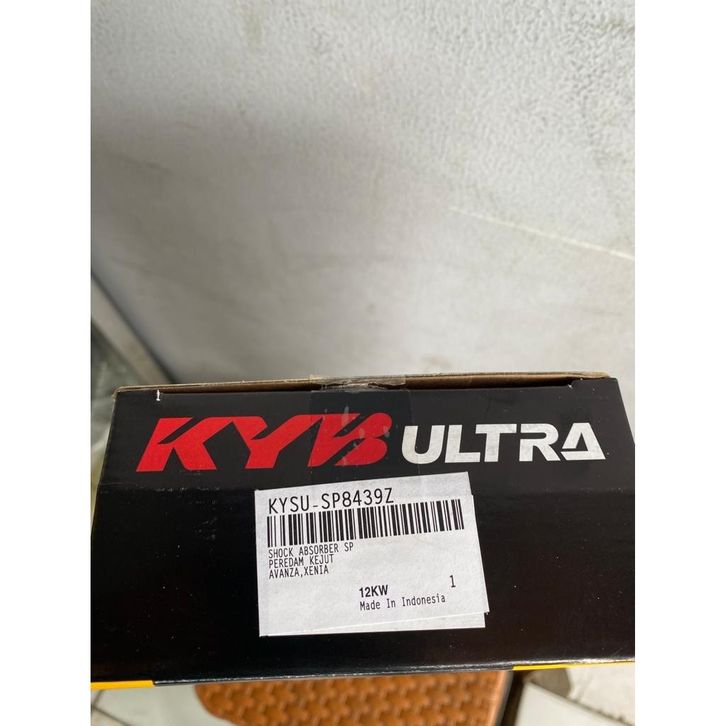 KYB ULTRA
KYSU-SP8439Z
SHOCK ABSORBER SP
PEREDAM KEJUT
AVANZA,XENIA
12KW 1
Made In Indonesia